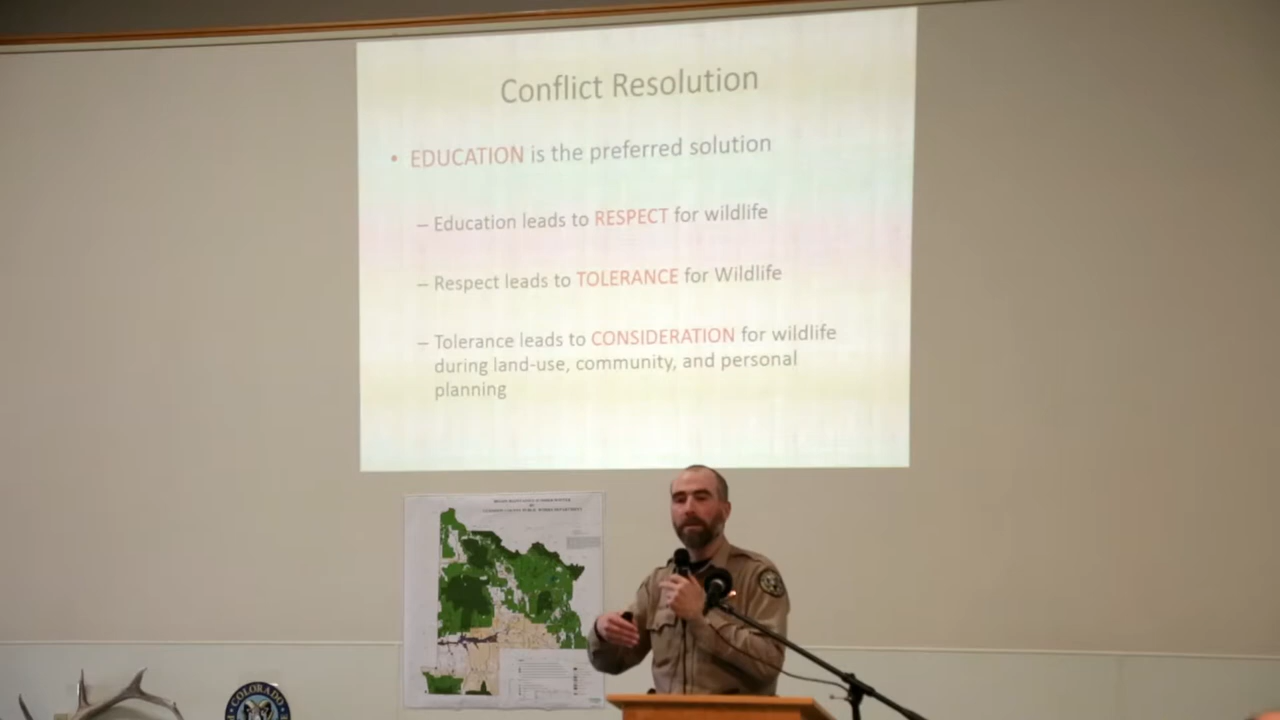 Conflict Resolution
• EDUCATION is the preferred solution
– Education leads to RESPECT for wildlife
– Respect leads to TOLERANCE for Wildlife
– Tolerance leads to CONSIDERATION for wildlife
during land-use, community, and personal
planning
COLORADO